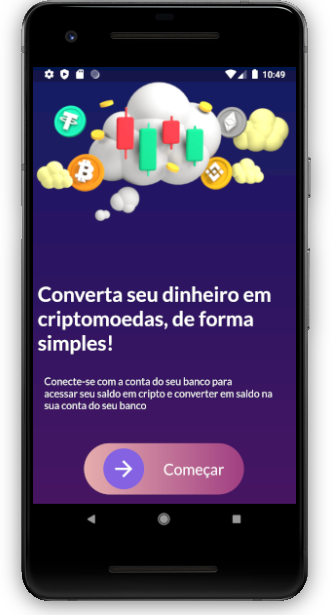 10:49
Converta seu dinheiro em
criptomoedas, de forma
simples!
Conecte-se com a conta do seu banco para
acessar seu saldo em cripto e converter em saldo na
sua conta do seu banco
Começar